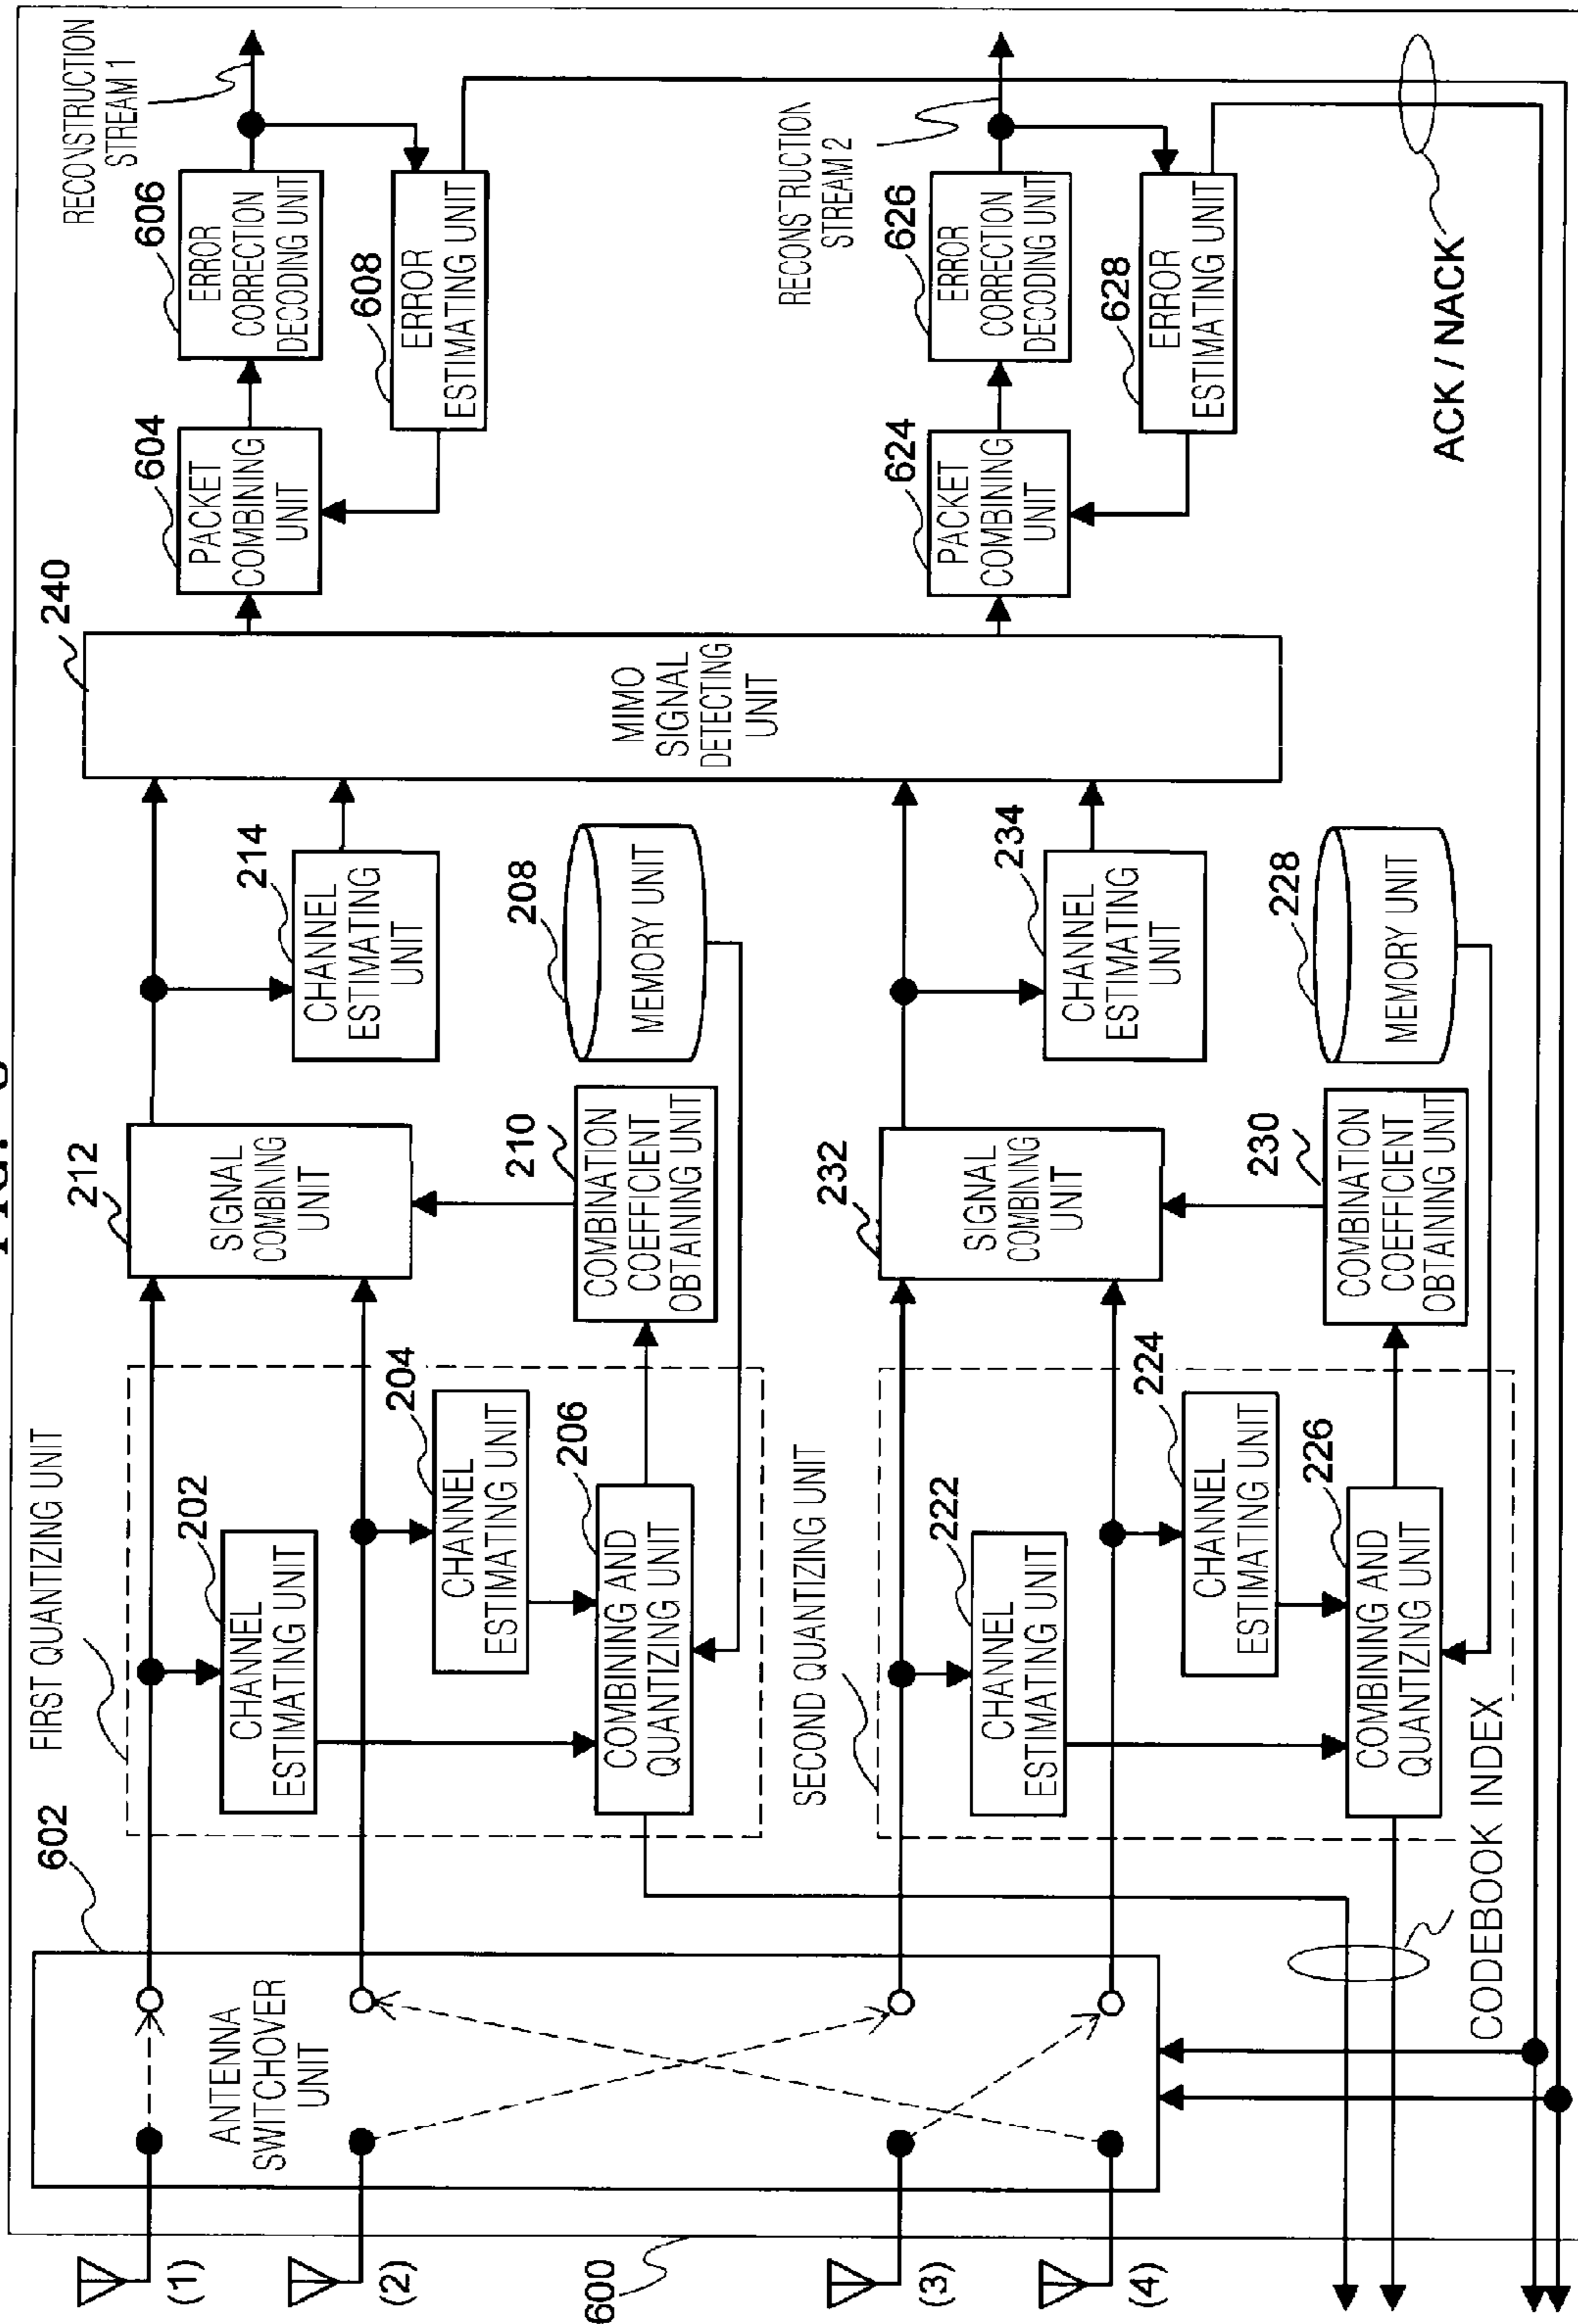 602
ANTENNA
SWITCHOVER
UNIT
(1)
(2)
(3)
(4)
600
FIRST QUANTIZING UNIT
202
CHANNEL
ESTIMATING UNIT
204
CHANNEL
ESTIMATING UNIT
206
COMBINING AND
QUANTIZING UNIT
212
SIGNAL
COMBINING
UNIT
210
COMBINATION
COEFFICIENT
OBTAINING UNIT
214
CHANNEL
ESTIMATING
UNIT
208
MEMORY UNIT
SECOND QUANTIZING UNIT
222
CHANNEL
ESTIMATING UNIT
224
CHANNEL
ESTIMATING UNIT
226
COMBINING AND
QUANTIZING UNIT
232
SIGNAL
COMBINING
UNIT
230
COMBINATION
COEFFICIENT
OBTAINING UNIT
234
CHANNEL
ESTIMATING
UNIT
228
MEMORY UNIT
240
MIMO
SIGNAL
DETECTING
UNIT
604
PACKET
COMBINING
UNIT
606
ERROR
CORRECTION
DECODING UNIT
608
ERROR
ESTIMATING UNIT
RECONSTRUCTION
STREAM 1
624
PACKET
COMBINING
UNIT
626
ERROR
CORRECTION
DECODING UNIT
628
ERROR
ESTIMATING UNIT
RECONSTRUCTION
STREAM 2
CODEBOOK INDEX
ACK / NACK